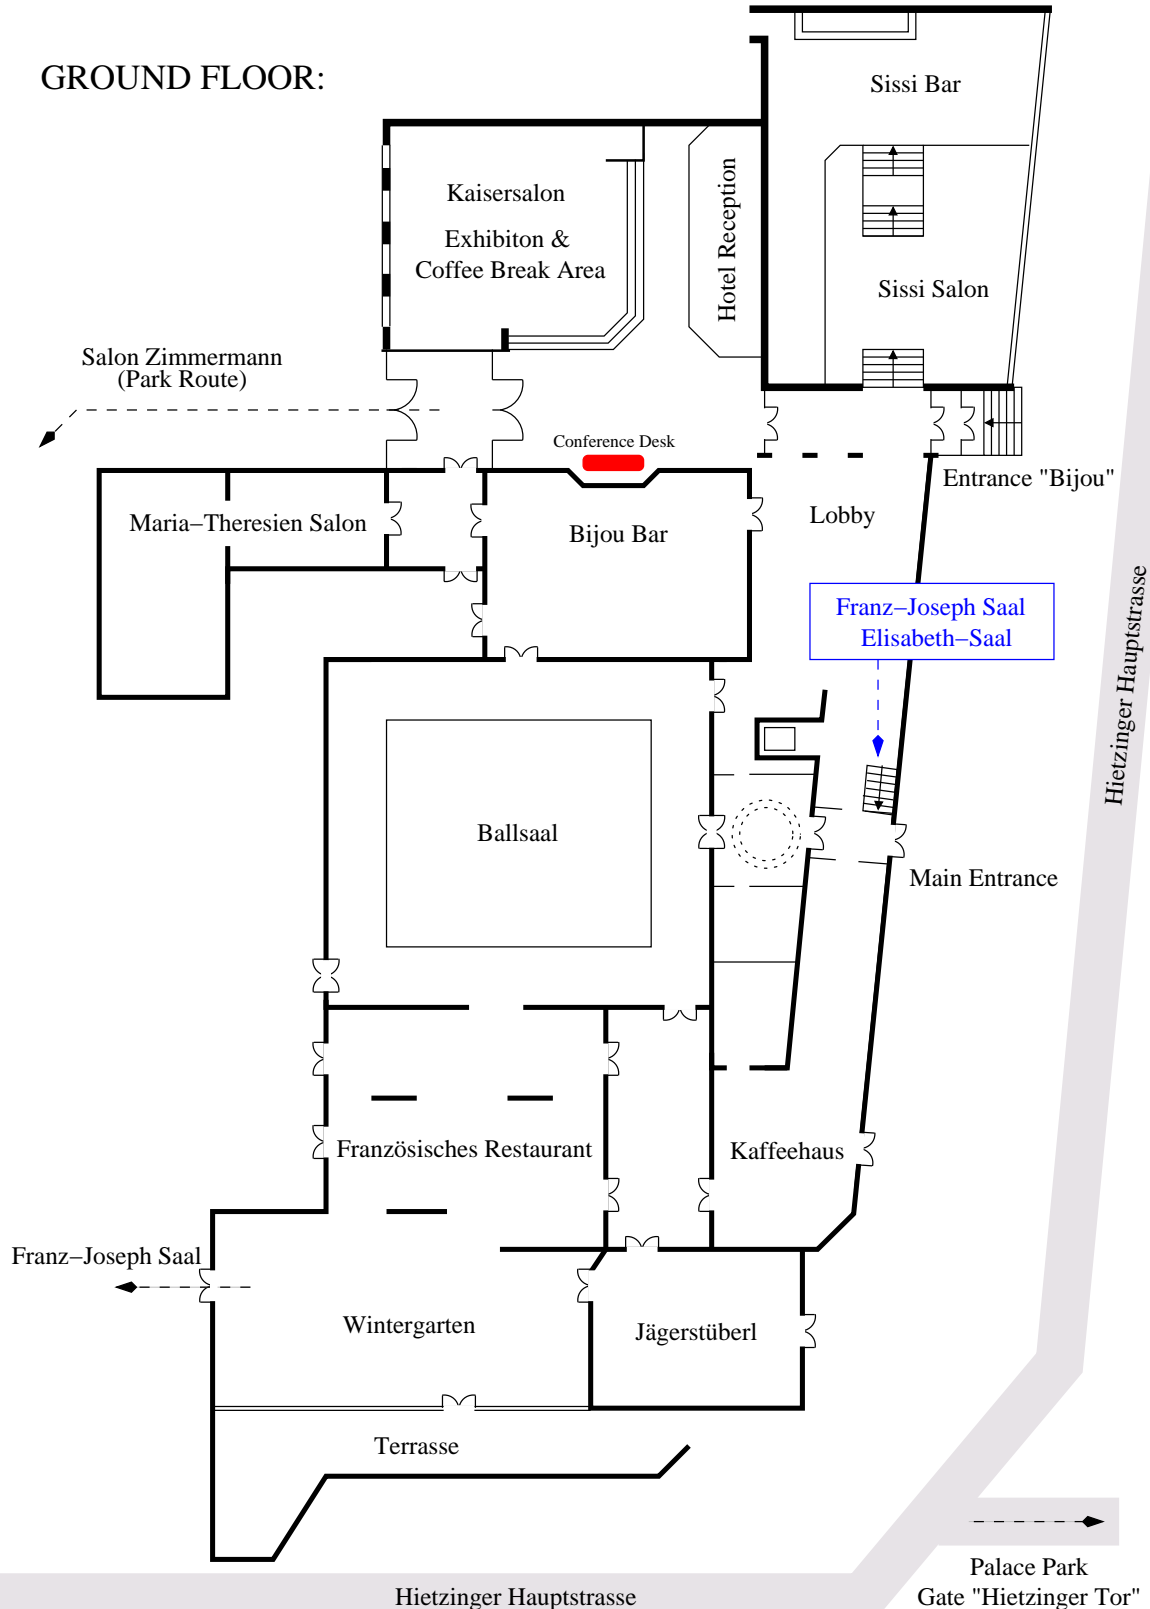 GROUND FLOOR:
Sissi Bar
Kaisersalon
Exhibiton &
Coffee Break Area
Hotel Reception
Sissi Salon
Salon Zimmermann
(Park Route)
Conference Desk
Entrance "Bijou"
Maria–Theresien Salon
Bijou Bar
Lobby
Franz–Joseph Saal
Elisabeth–Saal
Hietzinger Hauptstrasse
Ballsaal
Main Entrance
Französisches Restaurant
Kaffeehaus
Franz–Joseph Saal
Wintergarten
Jägerstüberl
Terrasse
Palace Park
Gate "Hietzinger Tor"
Hietzinger Hauptstrasse